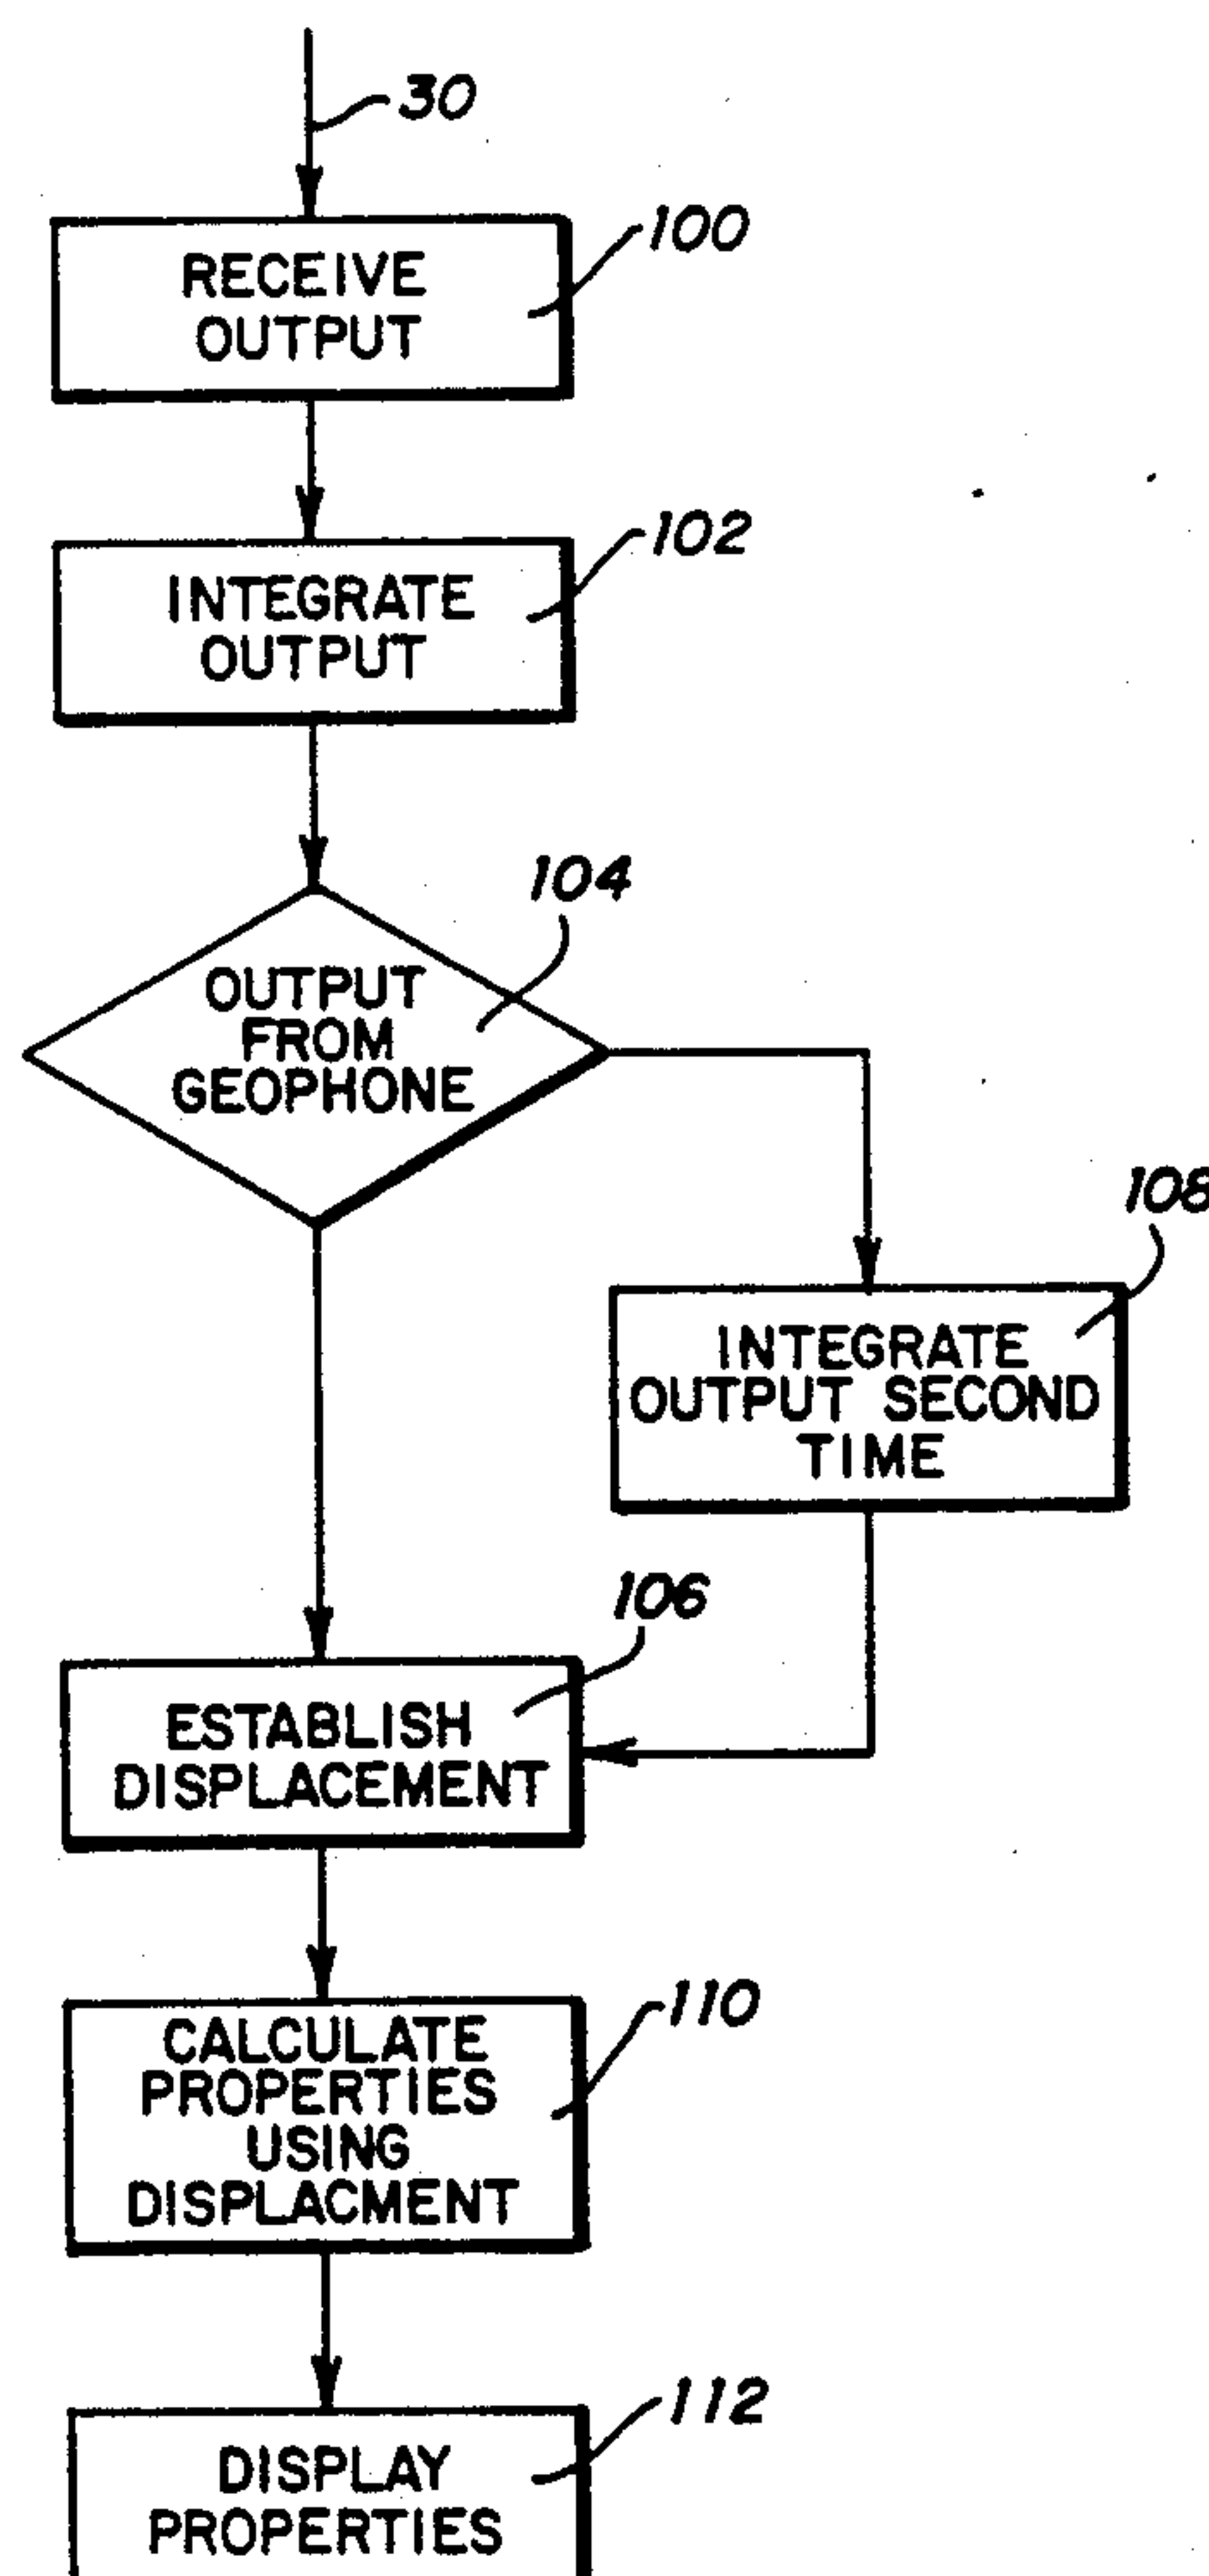 30
100
RECEIVE
OUTPUT
102
INTEGRATE
OUTPUT
104
OUTPUT
FROM
GEOPHONE
108
INTEGRATE
OUTPUT SECOND
TIME
106
ESTABLISH
DISPLACEMENT
110
CALCULATE
PROPERTIES
USING
DISPLACMENT
112
DISPLAY
PROPERTIES